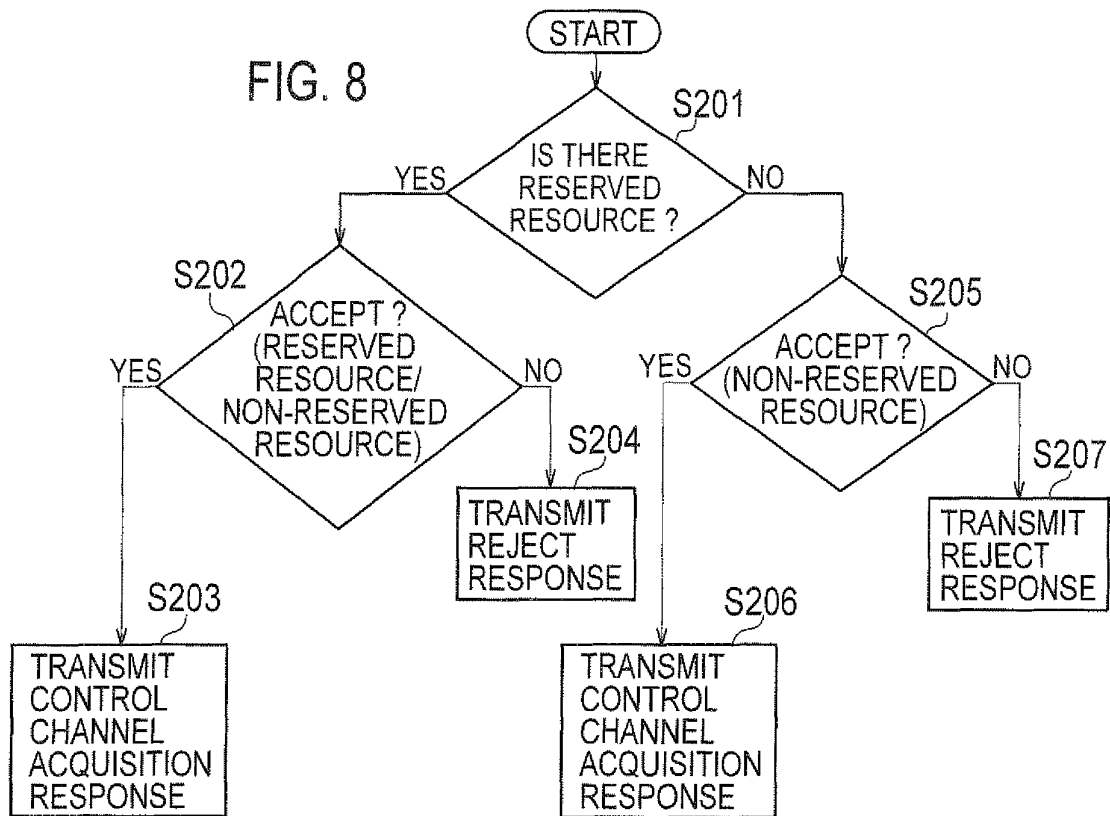 START
FIG. 8
S201
IS THERE
RESERVED
RESOURCE ?
YES
NO
S202
ACCEPT ?
(RESERVED
RESOURCE/
NON-RESERVED
RESOURCE)
YES
NO
S205
ACCEPT ?
(NON-RESERVED
RESOURCE)
YES
NO
S204
TRANSMIT
REJECT
RESPONSE
S207
TRANSMIT
REJECT
RESPONSE
S203
TRANSMIT
CONTROL
CHANNEL
ACQUISITION
RESPONSE
S206
TRANSMIT
CONTROL
CHANNEL
ACQUISITION
RESPONSE